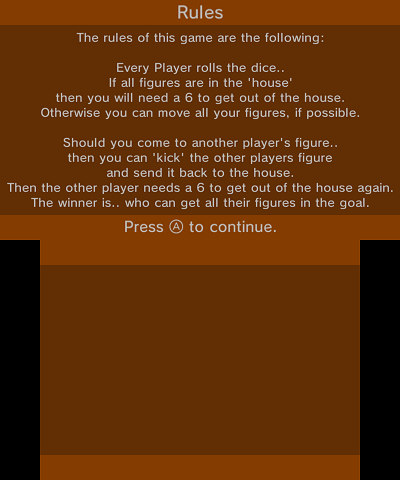 Rules
The rules of this game are the following:
Every Player rolls the dice..
If all figures are in the 'house'
then you will need a 6 to get out of the house.
Otherwise you can move all your figures, if possible.
Should you come to another player's figure..
then you can 'kick' the other players figure
and send it back to the house.
Then the other player needs a 6 to get out of the house again.
The winner is.. who can get all their figures in the goal.
Press Ⓐ to continue.